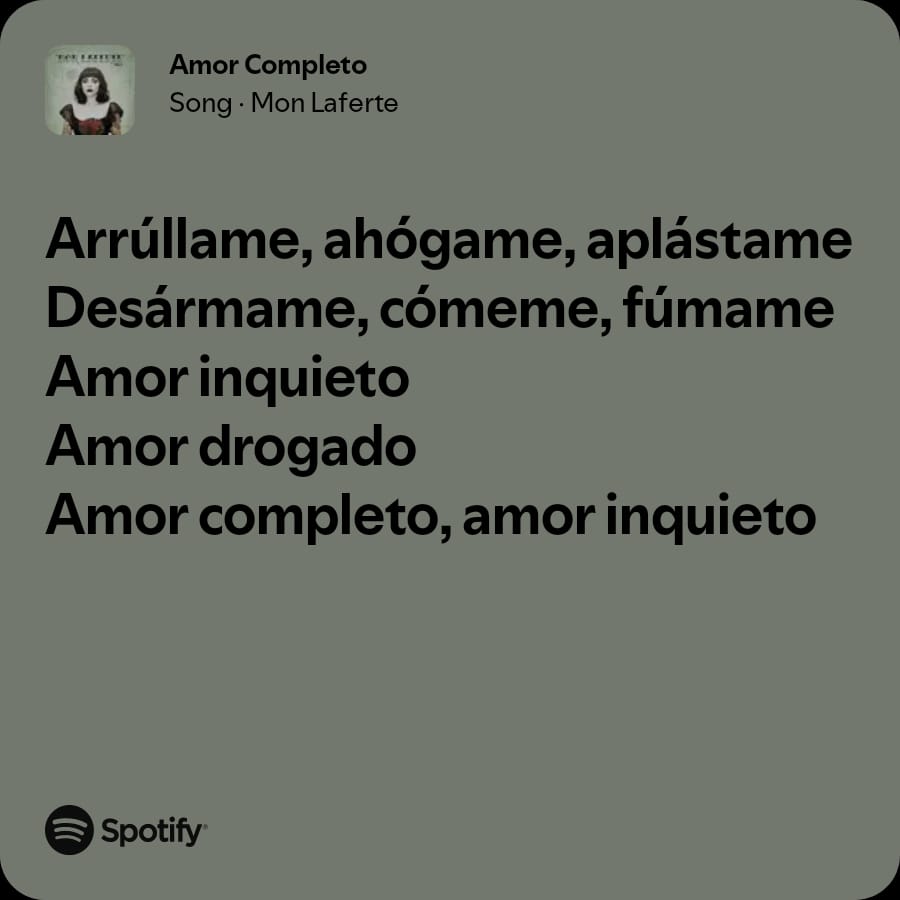 Amor Completo
Song · Mon Laferte
Arrúllame, ahógame, aplástame
Desármame, cómeme, fúmame
Amor inquieto
Amor drogado
Amor completo, amor inquieto
Spotify